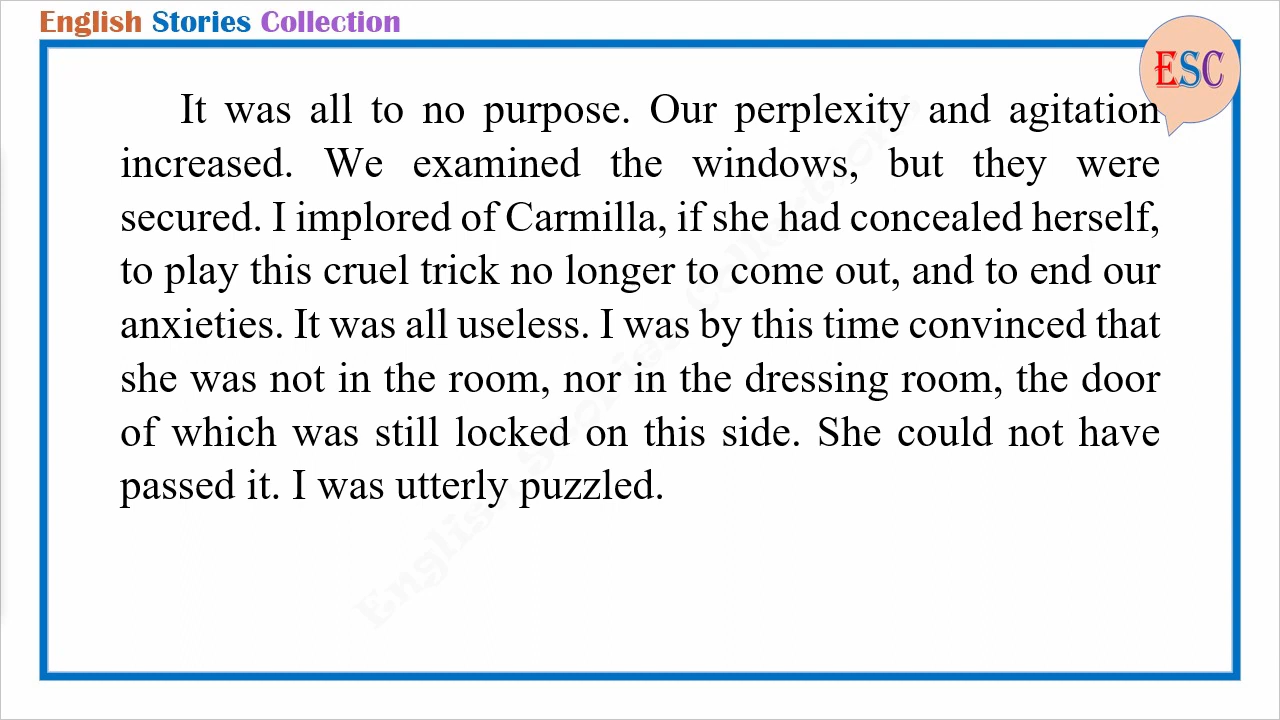 English Stories Collection
ESC
It was all to no purpose. Our perplexity and agitation
increased. We examined the windows, but they were
secured. I implored of Carmilla, if she had concealed herself,
to play this cruel trick no longer to come out, and to end our
anxieties. It was all useless. I was by this time convinced that
she was not in the room, nor in the dressing room, the door
of which was still locked on this side. She could not have
passed it. I was utterly puzzled.
English Stories Collections